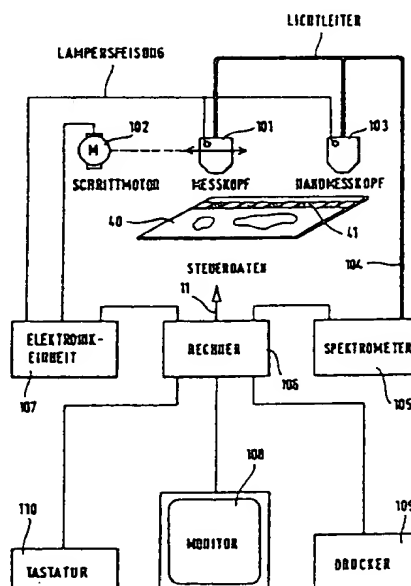 LICHTLEITER
LAMPENSPEISUNG
102
101
103
M
SCHRITTMOTOR
MESSKOPF
HANDMESSKOPF
40
41
104
STEUERDATEN
11
ELEKTRONIK-
EINHEIT
RECHNER
SPEKTROMETER
107
106
105
110
108
109
TASTATUR
MONITOR
DRUCKER